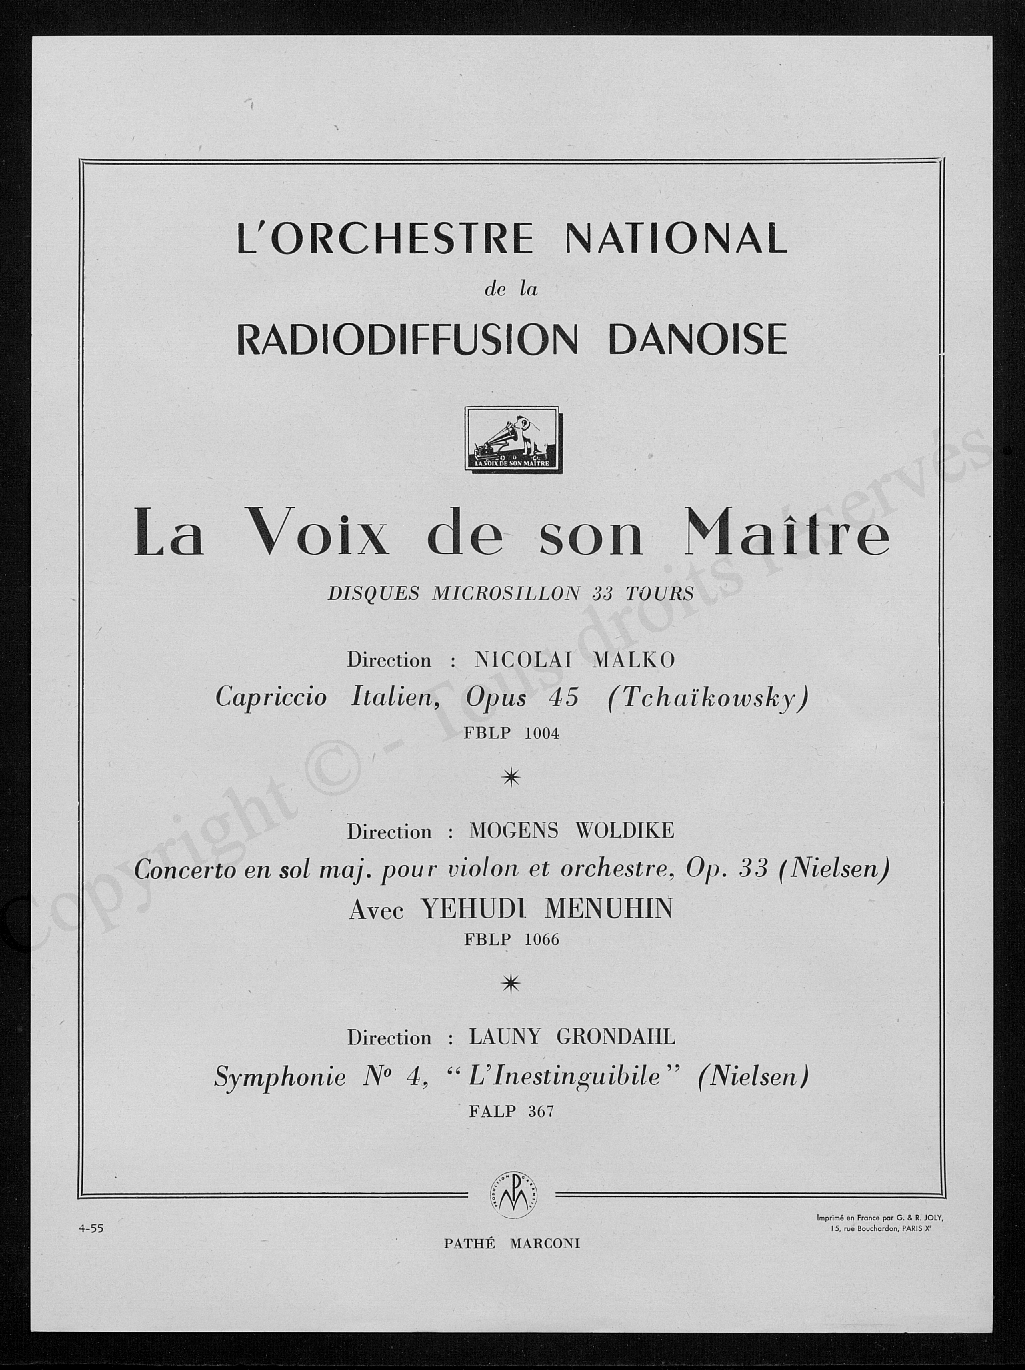 L'ORCHESTRE NATIONAL
de la
RADIODIFFUSION DANOISE
LA VOIX DE SON MAITRE
La Voix de son Maître
DISQUES MICROSILLON 33 TOURS
Direction : NICOLAI MALKO
Capriccio Italien, Opus 45 (Tchaïkowsky)
FBLP 1004
Direction : MOGENS WOLDIKE
Concerto en sol maj. pour violon et orchestre, Op. 33 (Nielsen)
Avec YEHUDI MENUHIN
FBLP 1066
Direction : LAUNY GRONDAHL
Symphonie No 4, “L'Inestinguibile” (Nielsen)
FALP 367
4-55
PATHÉ MARCONI
Imprimé en France par G. & R. JOLY,
15, rue Bouchardon, PARIS Xe
Copyright © - Tous droits réservés